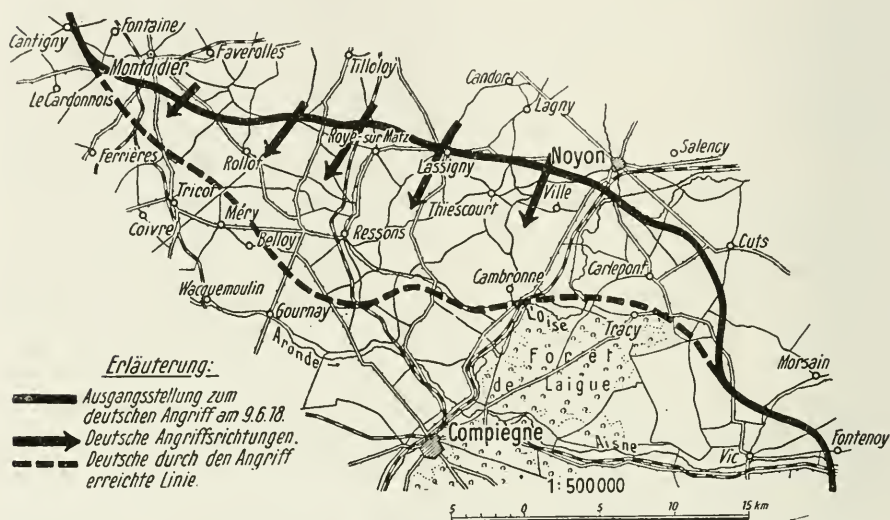 Cantigny
Fontaine
Faverolles
Montdidier
Le Cardonnois
Tilloloy
Candor
Lagny
Ferrières
Rollot
Roye-sur-Matz
Lassigny
Noyon
Salency
Tricot
Thiescourt
Ville
Coivre
Méry
Belloy
Ressons
Cuts
Cambronne
Carlepont
Wacquemoulin
Gournay
Aronde
L'oise
Tracy
Forêt
de Laigue
Morsain
Compiègne
Aisne
Vic
Fontenoy
Erläuterung:
Ausgangsstellung zum
deutschen Angriff am 9.6.18.
Deutsche Angriffsrichtungen.
Deutsche durch den Angriff
erreichte Linie.
1:500000
5 0 5 10 15 km